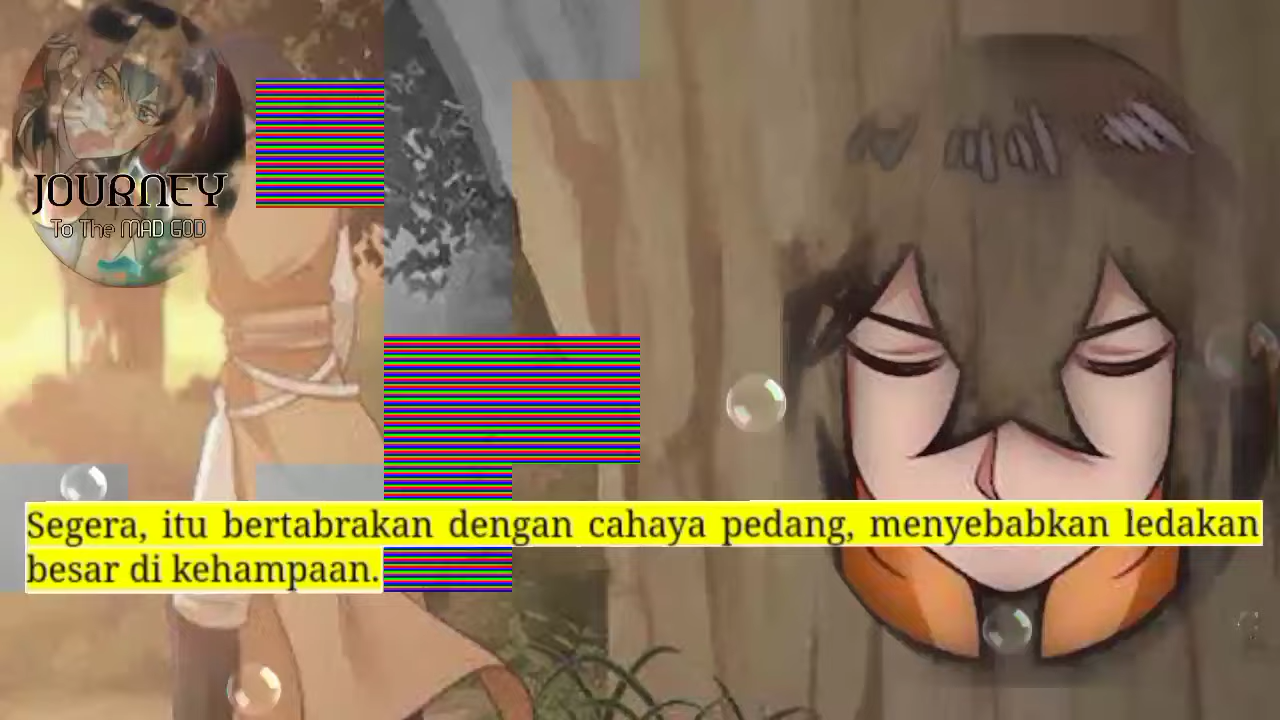 JOURNEY
To The MAD GOD
Segera, itu bertabrakan dengan cahaya pedang, menyebabkan ledakan
besar di kehampaan.